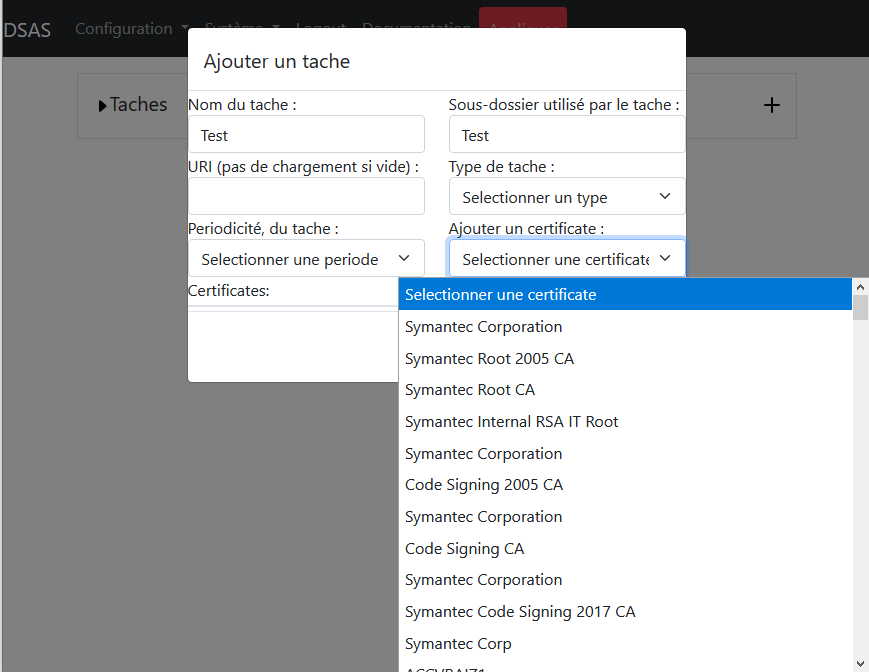 DSAS Configuration Système Logout Documentation Appliquer
Ajouter un tache
Taches
Nom du tache :
Sous-dossier utilisé par le tache :
Test
Test
URI (pas de chargement si vide) :
Type de tache :
Selectionner un type
Periodicité, du tache :
Ajouter un certificate :
Selectionner une periode
Selectionner une certificate
Certificates:
Selectionner une certificate
Symantec Corporation
Symantec Root 2005 CA
Symantec Root CA
Symantec Internal RSA IT Root
Symantec Corporation
Code Signing 2005 CA
Symantec Corporation
Code Signing CA
Symantec Corporation
Symantec Code Signing 2017 CA
Symantec Corp